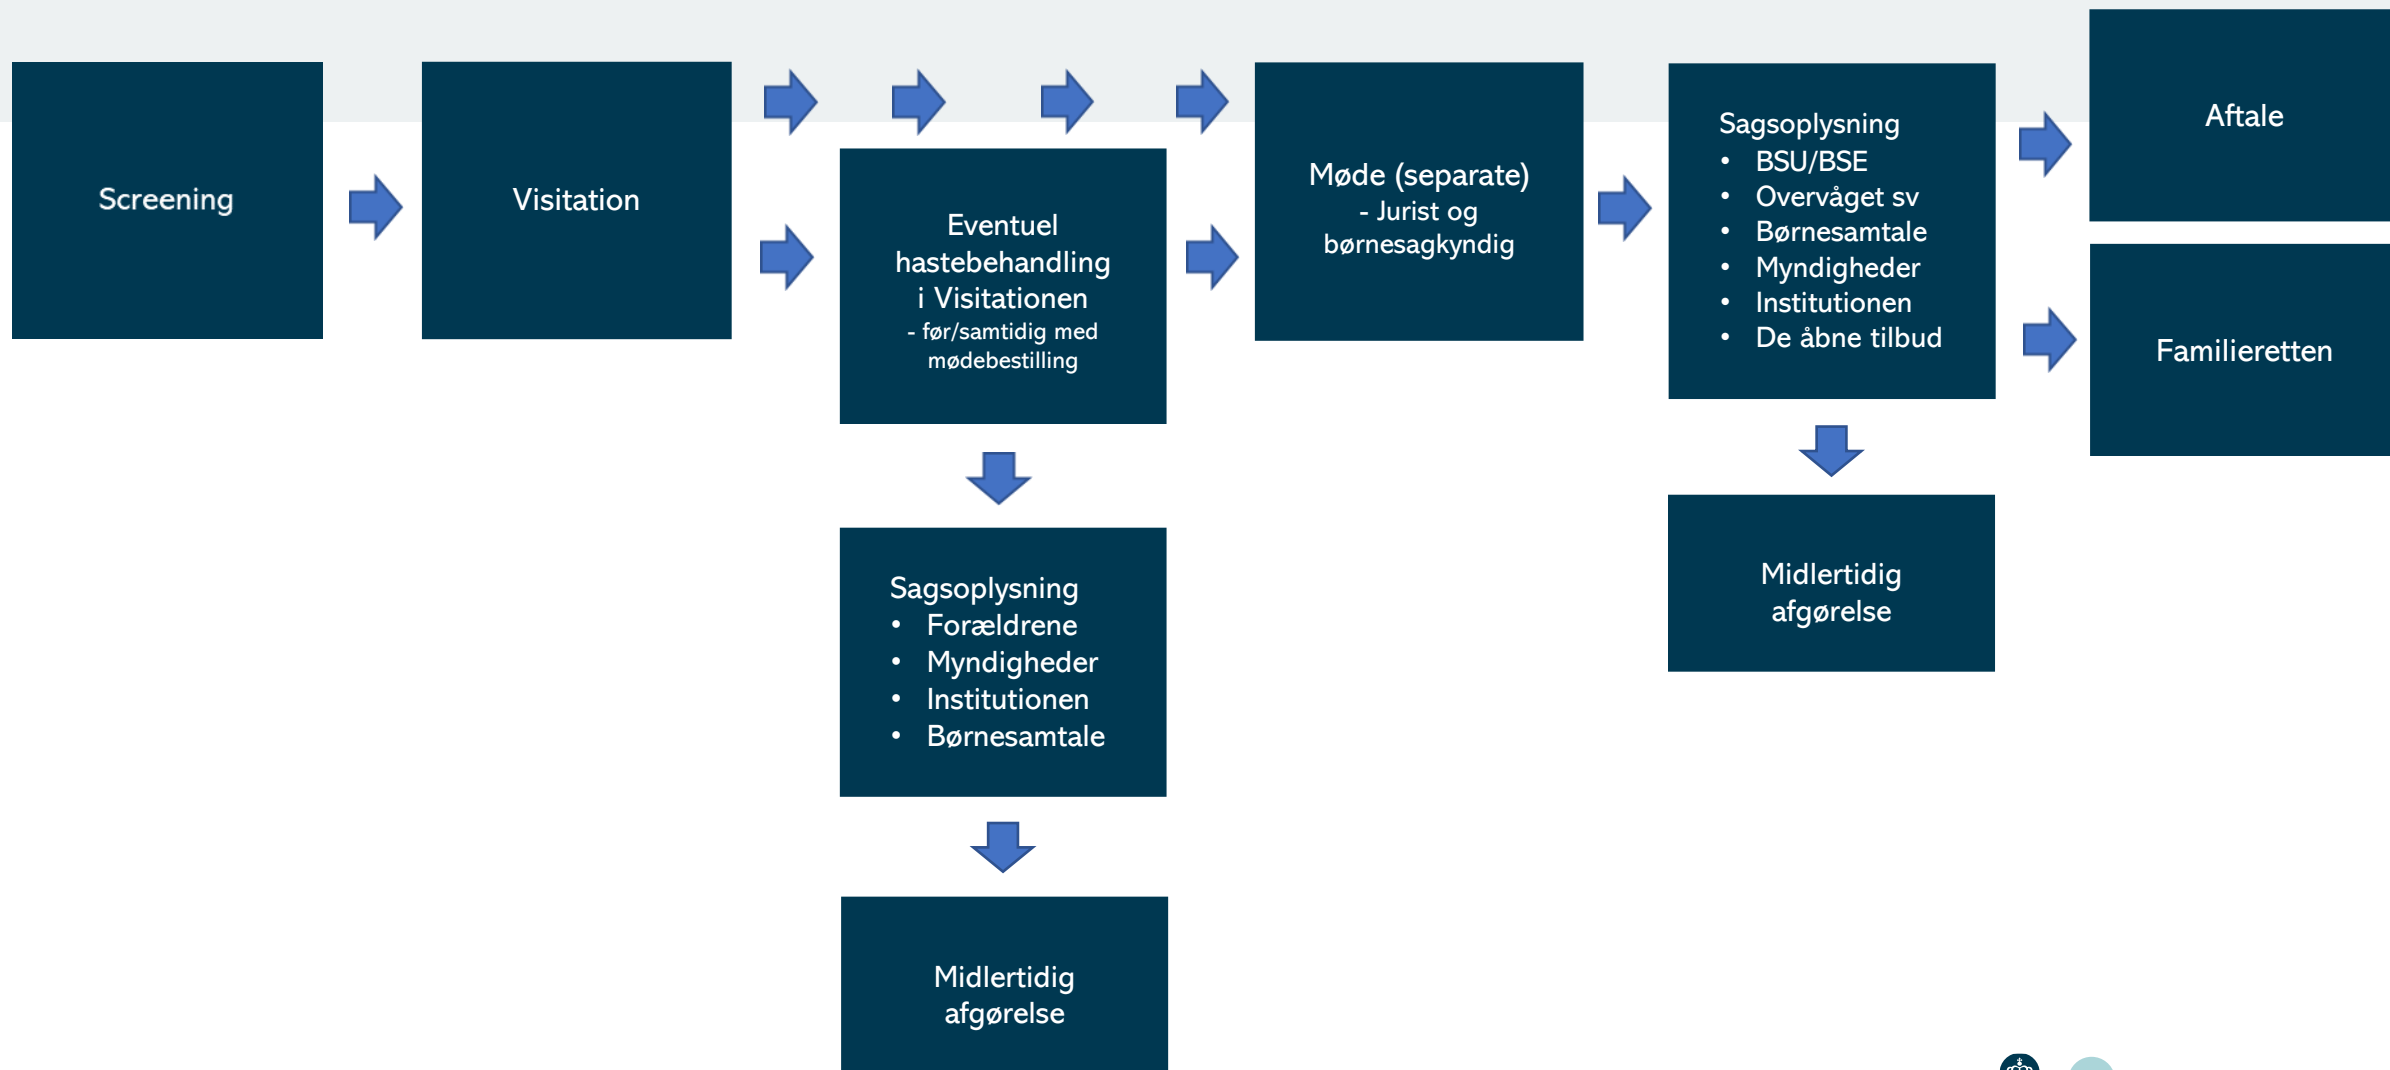 Screening
Visitation
Eventuel
hastebehandling
i Visitationen
- før/samtidig med
mødebestilling
Sagsoplysning
• Forældrene
• Myndigheder
• Institutionen
• Børnesamtale
Midlertidig
afgørelse
Møde (separate)
- Jurist og
børnesagkyndig
Sagsoplysning
• BSU/BSE
• Overvåget sv
• Børnesamtale
• Myndigheder
• Institutionen
• De åbne tilbud
Midlertidig
afgørelse
Aftale
Familieretten